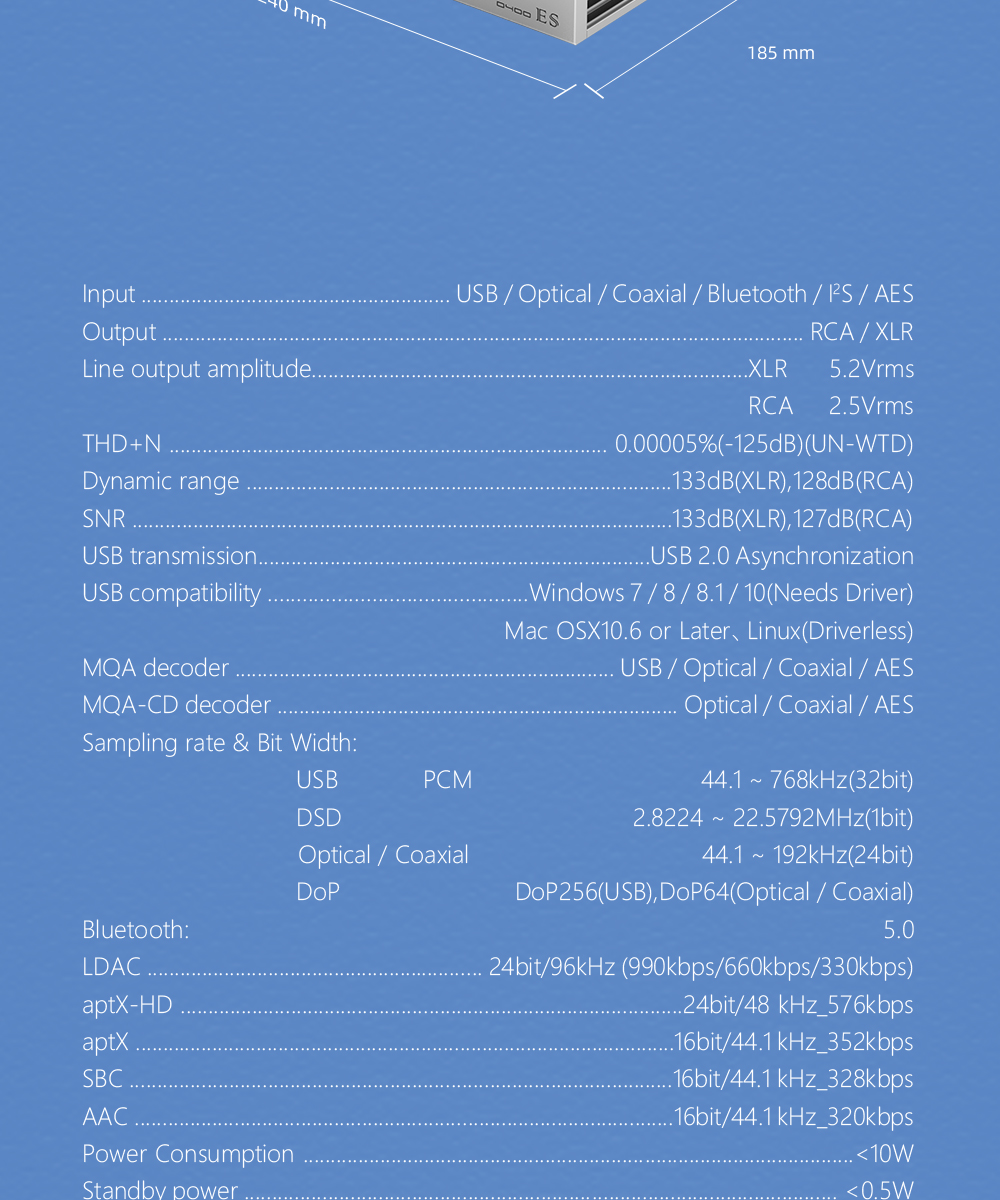 40 mm
D400 ES
185 mm
Input ........................................................ USB / Optical / Coaxial / Bluetooth / I²S / AES
Output .................................................................................................................... RCA / XLR
Line output amplitude...............................................................................XLR 5.2Vrms
RCA 2.5Vrms
THD+N ............................................................................... 0.00005%(-125dB)(UN-WTD)
Dynamic range ............................................................................133dB(XLR),128dB(RCA)
SNR .................................................................................................133dB(XLR),127dB(RCA)
USB transmission.......................................................................USB 2.0 Asynchronization
USB compatibility ...............................................Windows 7 / 8 / 8.1 / 10(Needs Driver)
Mac OSX10.6 or Later、Linux(Driverless)
MQA decoder .................................................................... USB / Optical / Coaxial / AES
MQA-CD decoder ........................................................................ Optical / Coaxial / AES
Sampling rate & Bit Width:
USB PCM 44.1 ~ 768kHz(32bit)
DSD 2.8224 ~ 22.5792MHz(1bit)
Optical / Coaxial 44.1 ~ 192kHz(24bit)
DoP DoP256(USB),DoP64(Optical / Coaxial)
Bluetooth: 5.0
LDAC ............................................................ 24bit/96kHz (990kbps/660kbps/330kbps)
aptX-HD ..........................................................................................24bit/48 kHz_576kbps
aptX .................................................................................................16bit/44.1 kHz_352kbps
SBC ..................................................................................................16bit/44.1 kHz_328kbps
AAC .................................................................................................16bit/44.1 kHz_320kbps
Power Consumption ...................................................................................................<10W
Standby power ........................................................................................................... <0.5W